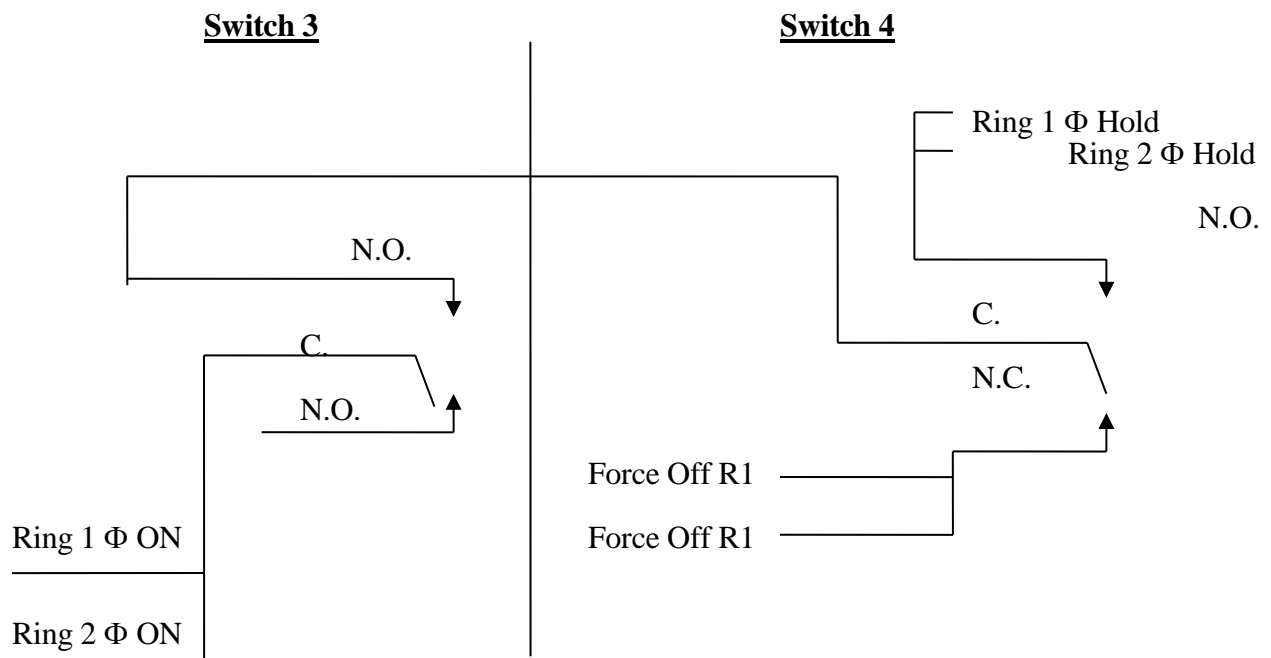 Switch 3
N.O.
C.
N.O.
Ring 1 Φ ON
Ring 2 Φ ON
Switch 4
Ring 1 Φ Hold
Ring 2 Φ Hold
N.O.
C.
N.C.
Force Off R1
Force Off R1